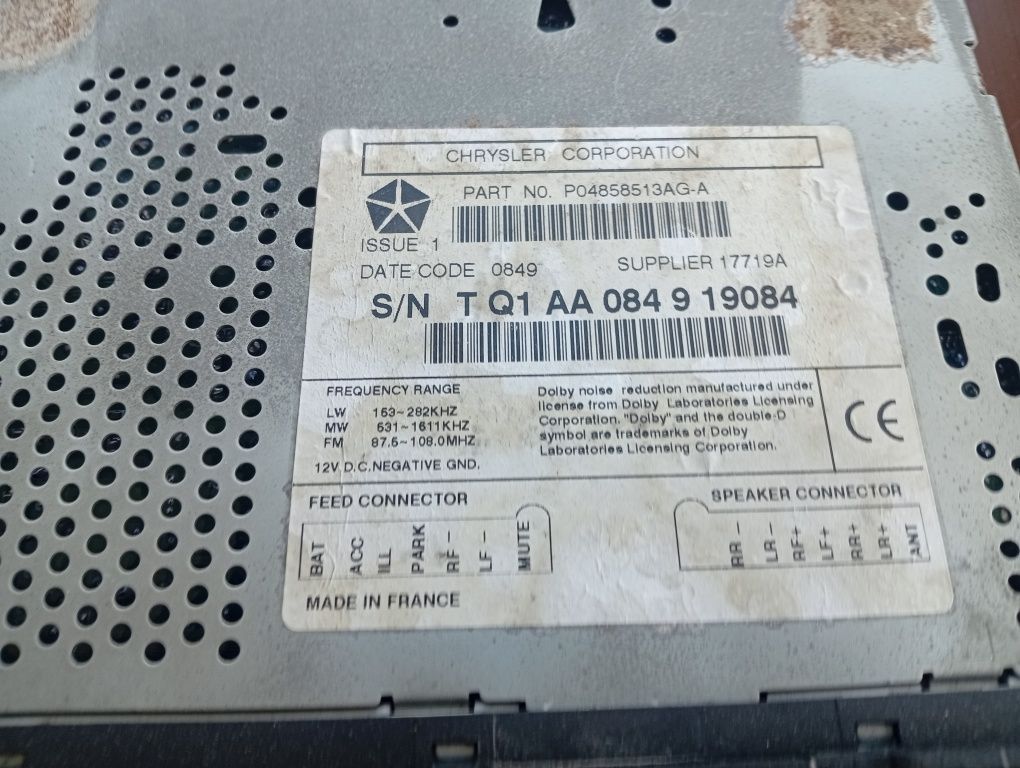 CHRYSLER CORPORATION
PART NO. P04858513AG-A
ISSUE 1
DATE CODE 0849 SUPPLIER 17719A
S/N T Q1 AA 084 9 19084
FREQUENCY RANGE
LW 153~282KHZ
MW 531~1611KHZ
FM 87.5~108.0MHZ
12V D.C. NEGATIVE GND.
Dolby noise reduction manufactured under
license from Dolby Laboratories Licensing
Corporation. "Dolby" and the double-D
symbol are trademarks of Dolby
Laboratories Licensing Corporation.
CE
FEED CONNECTOR
BAT ACC ILL PARK RF- LF- MUTE
SPEAKER CONNECTOR
RR- LR- RF+ LF+ RR+ LR+ ANT
MADE IN FRANCE